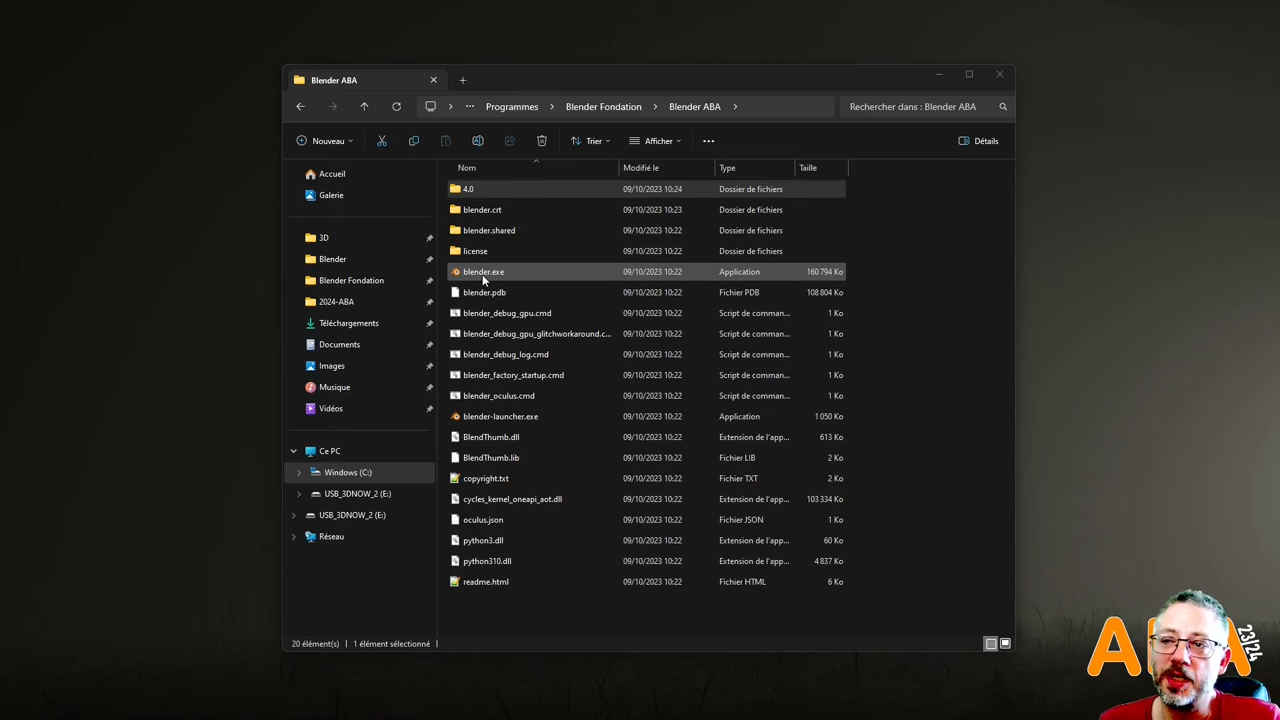 Blender ABA
Programmes Blender Fondation Blender ABA
Rechercher dans : Blender ABA
Nouveau Trier Afficher Détails
Nom Modifié le Type Taille
Accueil
Galerie
3D
Blender
Blender Fondation
2024-ABA
Téléchargements
Documents
Images
Musique
Vidéos
Ce PC
Windows (C:)
USB_3DNOW_2 (E:)
USB_3DNOW_2 (E:)
Réseau
4.0 09/10/2023 10:24 Dossier de fichiers
blender.crt 09/10/2023 10:23 Dossier de fichiers
blender.shared 09/10/2023 10:22 Dossier de fichiers
license 09/10/2023 10:22 Dossier de fichiers
blender.exe 09/10/2023 10:22 Application 160 794 Ko
blender.pdb 09/10/2023 10:22 Fichier PDB 108 804 Ko
blender_debug_gpu.cmd 09/10/2023 10:22 Script de comman... 1 Ko
blender_debug_gpu_glitchworkaround.c... 09/10/2023 10:22 Script de comman... 1 Ko
blender_debug_log.cmd 09/10/2023 10:22 Script de comman... 1 Ko
blender_factory_startup.cmd 09/10/2023 10:22 Script de comman... 1 Ko
blender_oculus.cmd 09/10/2023 10:22 Script de comman... 1 Ko
blender-launcher.exe 09/10/2023 10:22 Application 1 050 Ko
BlendThumb.dll 09/10/2023 10:22 Extension de l'app... 613 Ko
BlendThumb.lib 09/10/2023 10:22 Fichier LIB 2 Ko
copyright.txt 09/10/2023 10:22 Fichier TXT 2 Ko
cycles_kernel_oneapi_aot.dll 09/10/2023 10:22 Extension de l'app... 103 334 Ko
oculus.json 09/10/2023 10:22 Fichier JSON 1 Ko
python3.dll 09/10/2023 10:22 Extension de l'app... 60 Ko
python310.dll 09/10/2023 10:22 Extension de l'app... 4 837 Ko
readme.html 09/10/2023 10:22 Fichier HTML 6 Ko
20 élément(s) 1 élément sélectionné
23/24